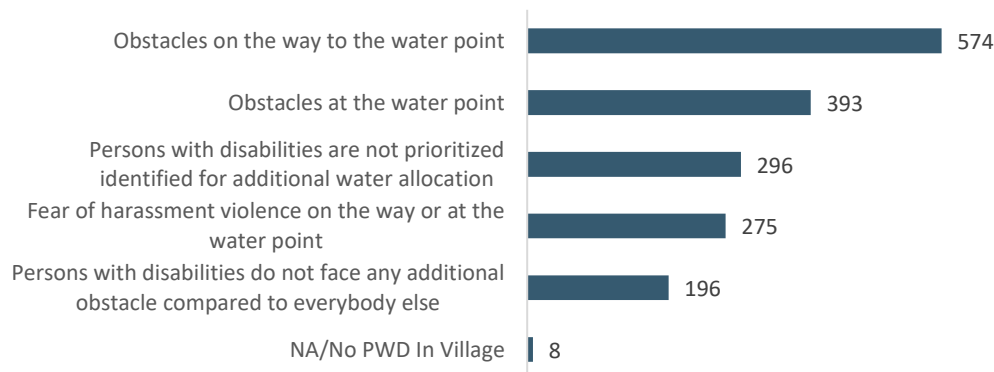 Obstacles on the way to the water point
574
Obstacles at the water point
393
Persons with disabilities are not prioritized
identified for additional water allocation
296
Fear of harassment violence on the way or at the
water point
275
Persons with disabilities do not face any additional
obstacle compared to everybody else
196
NA/No PWD In Village
8